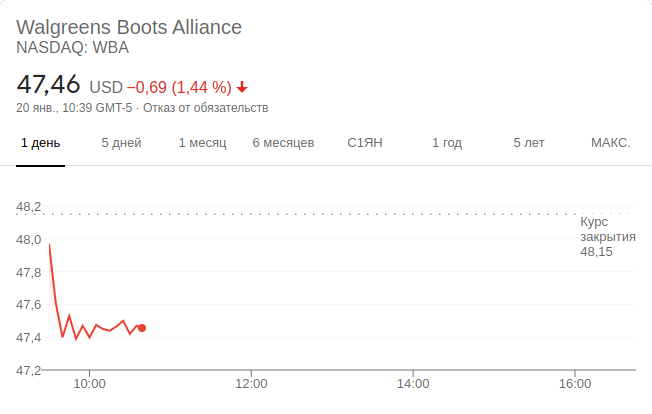 Walgreens Boots Alliance
NASDAQ: WBA
47,46 USD −0,69 (1,44 %)
20 янв., 10:39 GMT-5 · Отказ от обязательств
1 день 5 дней 1 месяц 6 месяцев С1ЯН 1 год 5 лет МАКС.
48,2
Курс
закрытия
48,15
48,0
47,8
47,6
47,4
47,2
10:00 12:00 14:00 16:00